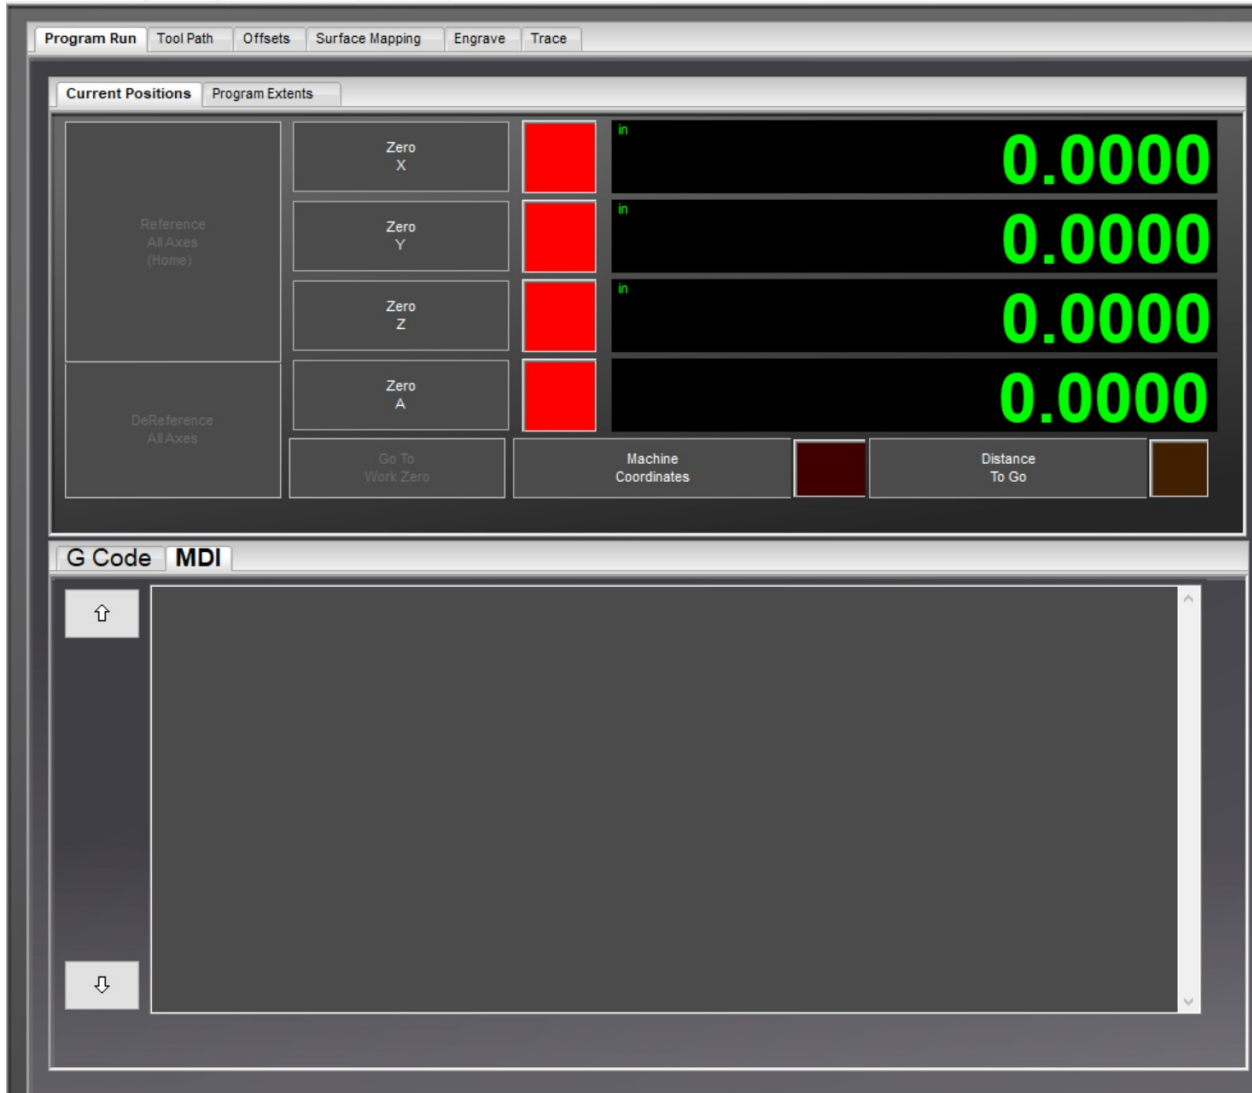 Program Run Tool Path Offsets Surface Mapping Engrave Trace
Current Positions Program Extents
Reference
All Axes
(Home)
DeReference
All Axes
Zero
X
in
0.0000
Zero
Y
in
0.0000
Zero
Z
in
0.0000
Zero
A
0.0000
Go To
Work Zero
Machine
Coordinates
Distance
To Go
G Code MDI